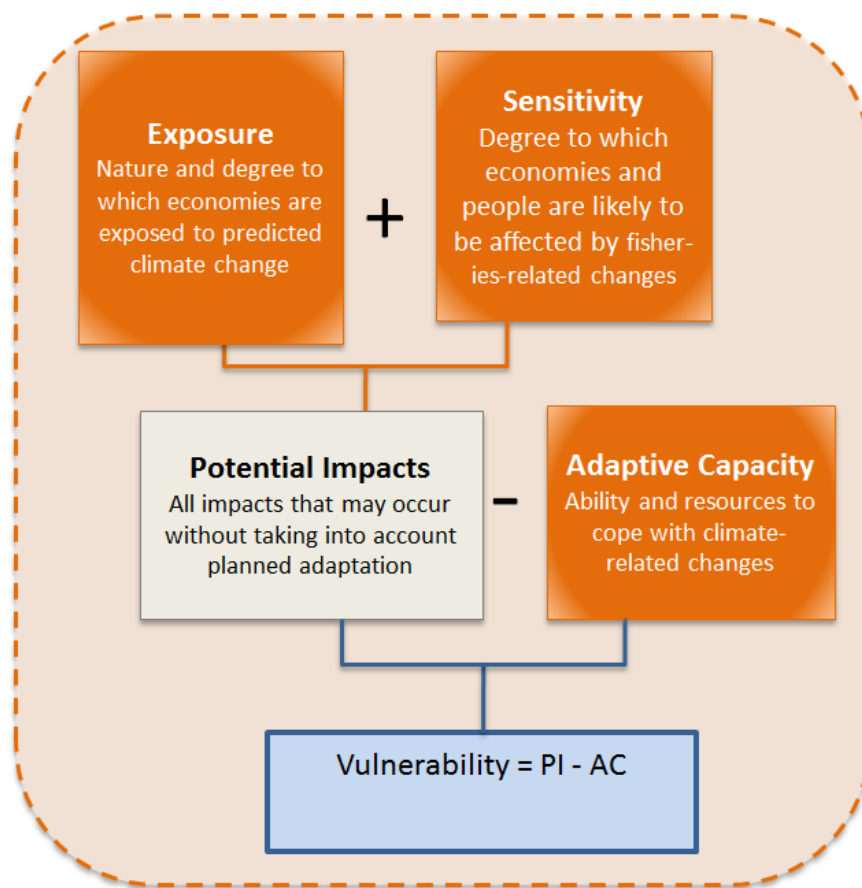 Exposure
Nature and degree to
which economies are
exposed to predicted
climate change
+
Sensitivity
Degree to which
economies and
people are likely to
be affected by fisher-
ies-related changes
Potential Impacts
All impacts that may occur
without taking into account
planned adaptation
-
Adaptive Capacity
Ability and resources to
cope with climate-
related changes
Vulnerability = PI - AC